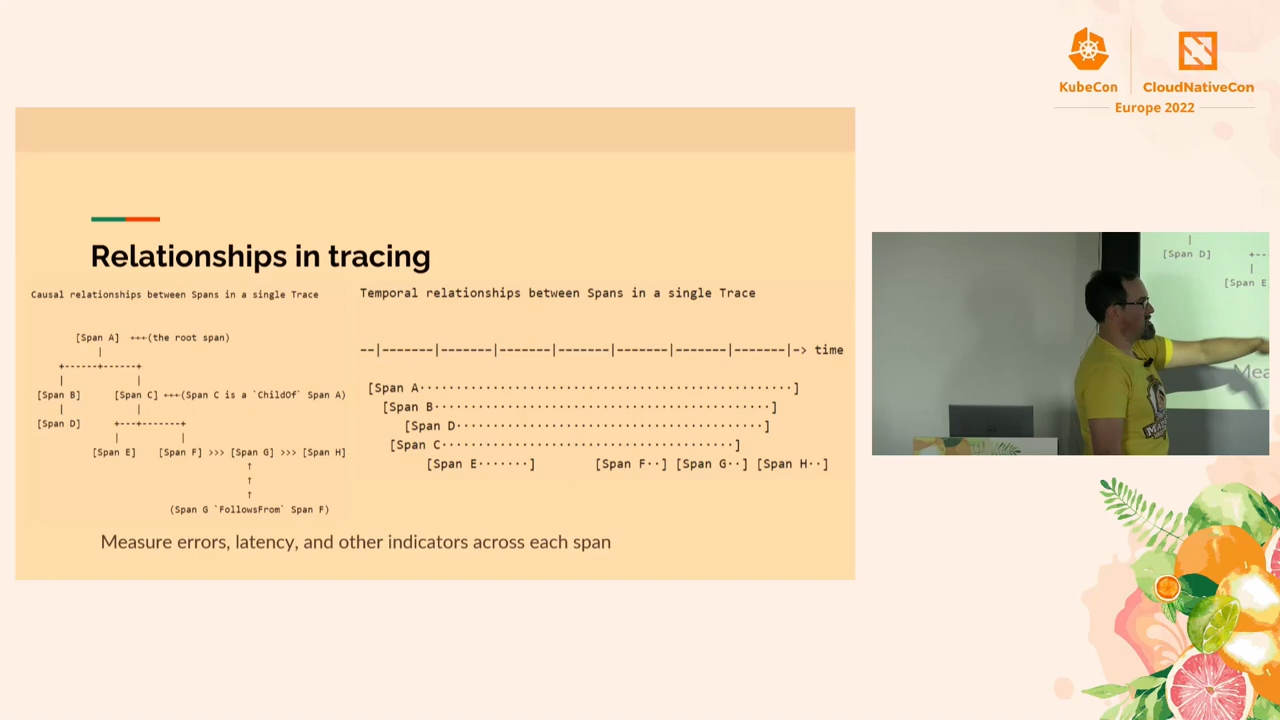 KubeCon
CloudNativeCon
Europe 2022
Relationships in tracing
Causal relationships between Spans in a single Trace
[Span A] ←←←(the root span)
|
+------+------+
| |
[Span B] [Span C] ←←←(Span C is a `ChildOf` Span A)
| |
[Span D] +---+-------+
| |
[Span E] [Span F] >>> [Span G] >>> [Span H]
↑
↑
↑
(Span G `FollowsFrom` Span F)
Temporal relationships between Spans in a single Trace
--|-------|-------|-------|-------|-------|-------|-------|-> time
[Span A···················································]
[Span B···············································]
[Span D···········································]
[Span C········································]
[Span E·······] [Span F··] [Span G··] [Span H··]
Measure errors, latency, and other indicators across each span
|
[Span D] +--
|
[Span E
Mea